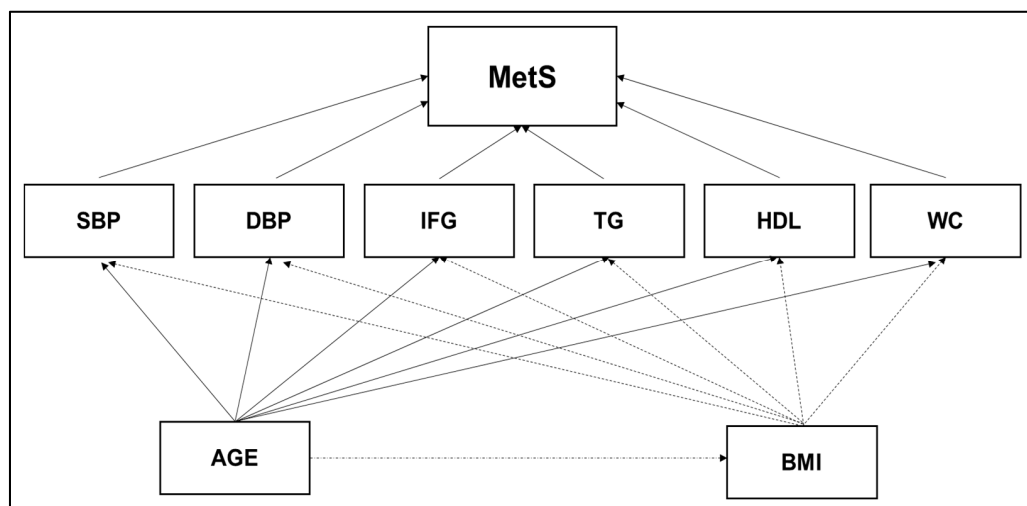 MetS
SBP
DBP
IFG
TG
HDL
WC
AGE
BMI